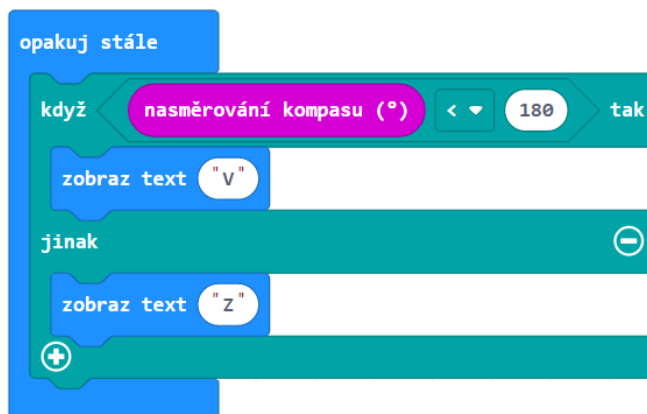 opakuj stále
když nasměrování kompasu (°) < 180 tak
zobraz text "V"
jinak
zobraz text "Z"